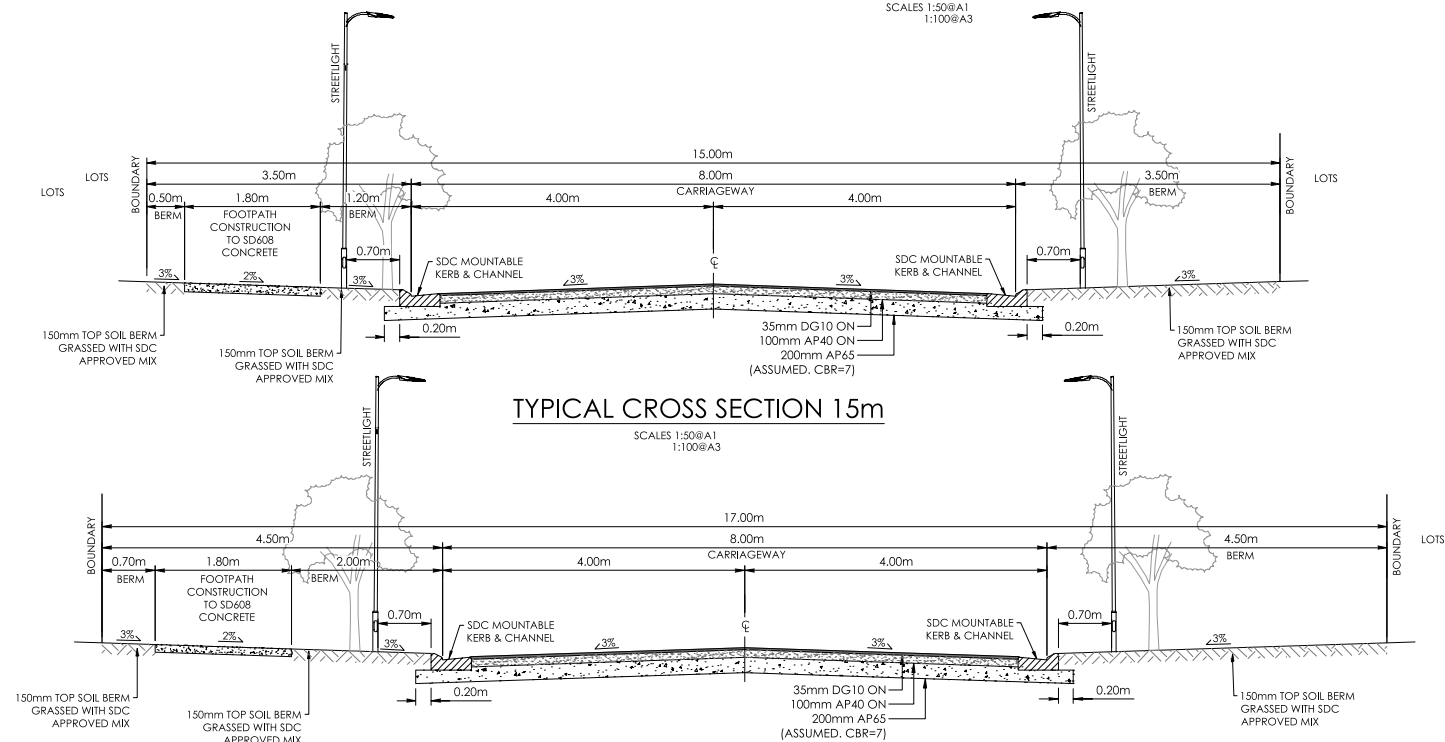 SCALES 1:50@A1
1:100@A3
STREETLIGHT
STREETLIGHT
15.00m
BOUNDARY
BOUNDARY
LOTS
LOTS
LOTS
3.50m
8.00m
CARRIAGEWAY
3.50m
BERM
0.50m
BERM
1.80m
FOOTPATH
CONSTRUCTION
TO SD608
CONCRETE
1.20m
BERM
4.00m
4.00m
0.70m
0.70m
SDC MOUNTABLE
KERB & CHANNEL
SDC MOUNTABLE
KERB & CHANNEL
℄
3%
2%
3%
3%
3%
3%
0.20m
0.20m
150mm TOP SOIL BERM
GRASSED WITH SDC
APPROVED MIX
150mm TOP SOIL BERM
GRASSED WITH SDC
APPROVED MIX
35mm DG10 ON
100mm AP40 ON
200mm AP65
(ASSUMED. CBR=7)
150mm TOP SOIL BERM
GRASSED WITH SDC
APPROVED MIX
TYPICAL CROSS SECTION 15m
SCALES 1:50@A1
1:100@A3
STREETLIGHT
STREETLIGHT
17.00m
BOUNDARY
BOUNDARY
LOTS
4.50m
8.00m
CARRIAGEWAY
4.50m
BERM
0.70m
BERM
1.80m
FOOTPATH
CONSTRUCTION
TO SD608
CONCRETE
2.00m
BERM
4.00m
4.00m
0.70m
0.70m
SDC MOUNTABLE
KERB & CHANNEL
SDC MOUNTABLE
KERB & CHANNEL
℄
3%
2%
3%
3%
3%
3%
0.20m
0.20m
150mm TOP SOIL BERM
GRASSED WITH SDC
APPROVED MIX
150mm TOP SOIL BERM
GRASSED WITH SDC
APPROVED MIX
35mm DG10 ON
100mm AP40 ON
200mm AP65
(ASSUMED. CBR=7)
150mm TOP SOIL BERM
GRASSED WITH SDC
APPROVED MIX